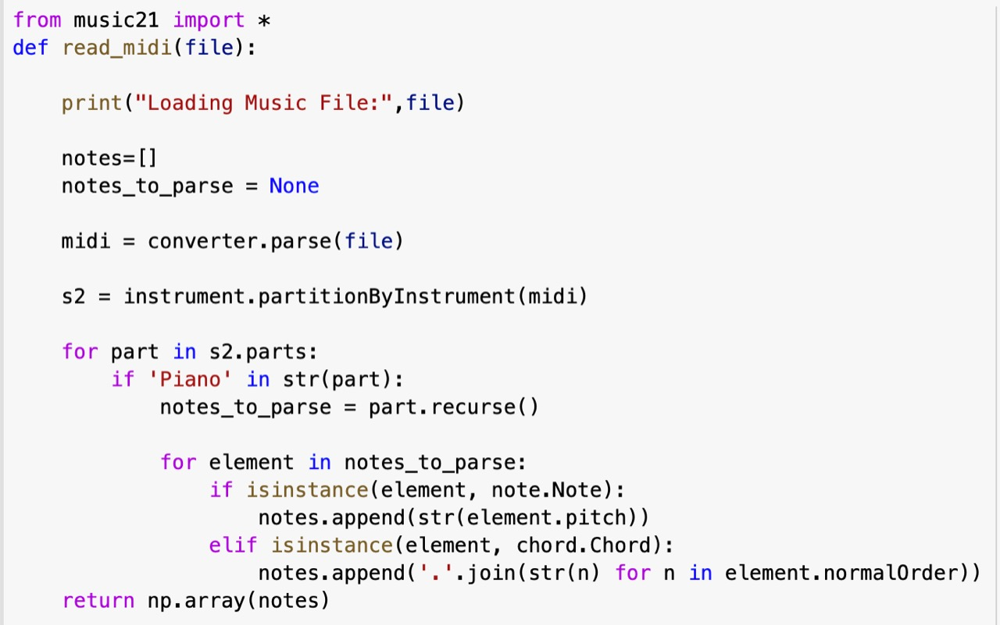 from music21 import *
def read_midi(file):
    print("Loading Music File:",file)
    notes=[]
    notes_to_parse = None
    midi = converter.parse(file)
    s2 = instrument.partitionByInstrument(midi)
    for part in s2.parts:
        if 'Piano' in str(part):
            notes_to_parse = part.recurse()
            for element in notes_to_parse:
                if isinstance(element, note.Note):
                    notes.append(str(element.pitch))
                elif isinstance(element, chord.Chord):
                    notes.append('.'.join(str(n) for n in element.normalOrder))
    return np.array(notes)